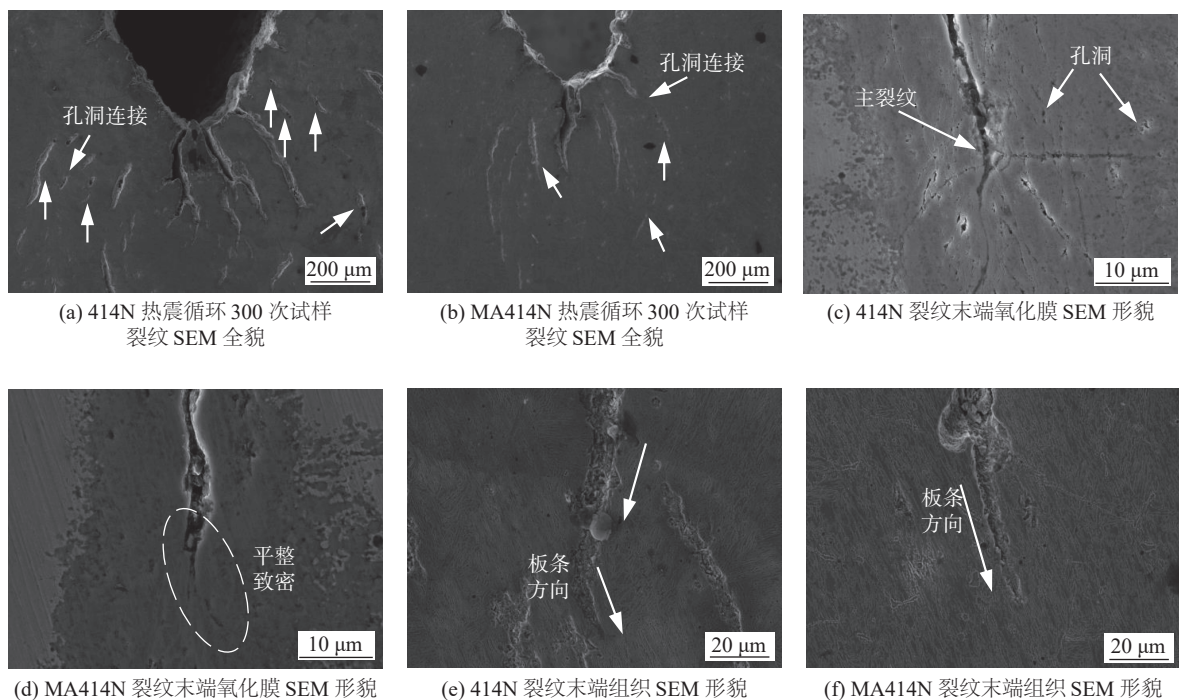 孔洞连接
200 μm
(a) 414N 热震循环 300 次试样
裂纹 SEM 全貌
孔洞连接
200 μm
(b) MA414N 热震循环 300 次试样
裂纹 SEM 全貌
孔洞
主裂纹
10 μm
(c) 414N 裂纹末端氧化膜 SEM 形貌
平整
致密
10 μm
(d) MA414N 裂纹末端氧化膜 SEM 形貌
板条
方向
20 μm
(e) 414N 裂纹末端组织 SEM 形貌
板条
方向
20 μm
(f) MA414N 裂纹末端组织 SEM 形貌